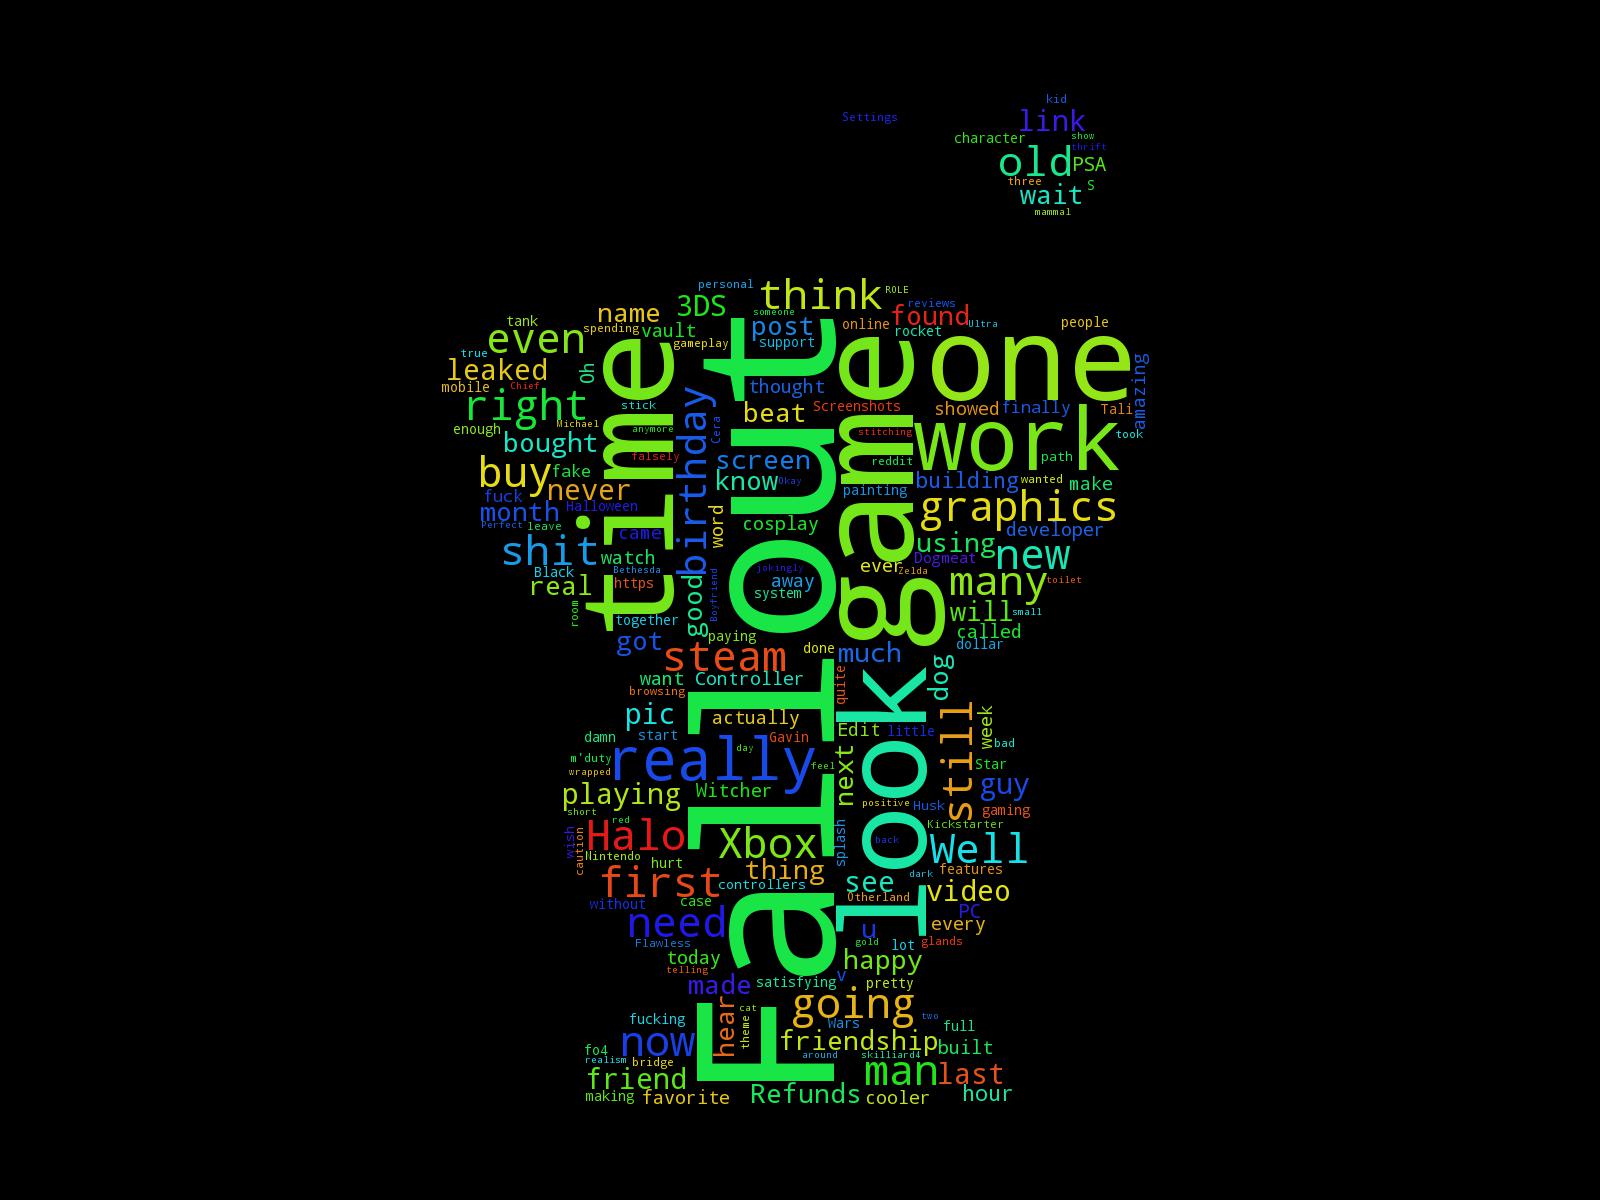 kid
Settings
link
character
show
thrift
old
PSA
three
S
wait
mammal
personal
think
ROLE
3DS
reviews
name
someone
found
Ultra
tank
post
online
people
spending
vault
rocket
even
gameplay
support
true
one
leaked
Oh
amazing
mobile
Chief
thought
right
stick
beat
Screenshots
showed
finally
Tali
Michael
Cera
enough
anymore
stitching
took
bought
work
falsely
screen
reddit
path
buy
fake
know
Okay
building
wanted
make
never
birthday
painting
fuck
Halloween
graphics
month
word
Perfect
leave
cosplay
developer
came
using
shit
time
out
game
new
watch
Dogmeat
Black
Bethesda
jokingly
ever
Zelda
real
https
away
many
toilet
Boyfriend
system
room
good
will
small
together
called
got
paying
dollar
steam
done
much
want
Controller
quite
dog
browsing
pic
actually
Edit
little
week
damn
start
Gavin
bad
really
day
m'duty
feel
Star
wrapped
next
still
guy
playing
Witcher
positive
Husk
gaming
short
red
Kickstarter
Halo
Xbox
splash
back
Well
wish
caution
Nintendo
hurt
thing
look
features
first
controllers
see
dark
video
without
case
Otherland
PC
need
u
every
Flawless
gold
lot
glands
today
happy
telling
v
made
satisfying
pretty
Fall
going
hear
cat
theme
two
fucking
Wars
full
now
friendship
built
fo4
realism
bridge
around
skilliard4
friend
man
last
making
favorite
Refunds
cooler
hour